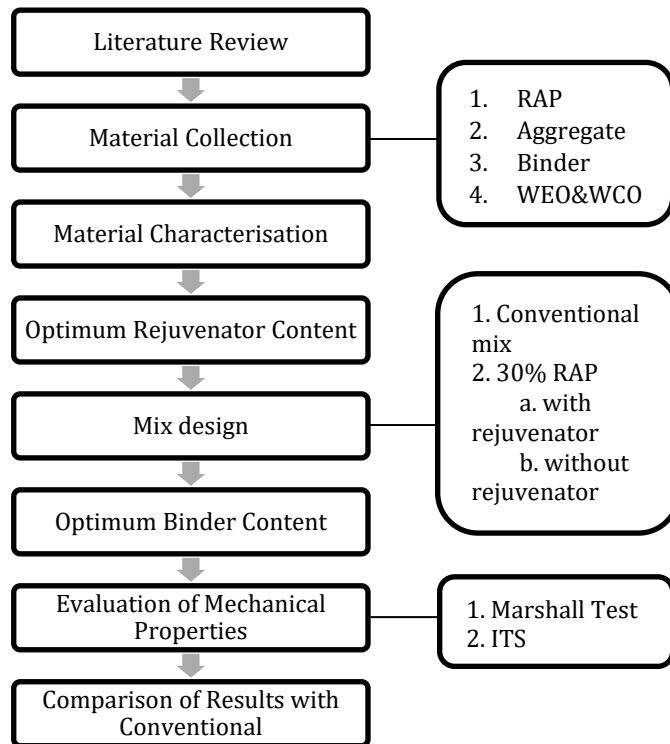 Literature Review
Material Collection
1. RAP
2. Aggregate
3. Binder
4. WEO&WCO
Material Characterisation
Optimum Rejuvenator Content
Mix design
1. Conventional
mix
2. 30% RAP
a. with
rejuvenator
b. without
rejuvenator
Optimum Binder Content
Evaluation of Mechanical
Properties
1. Marshall Test
2. ITS
Comparison of Results with
Conventional